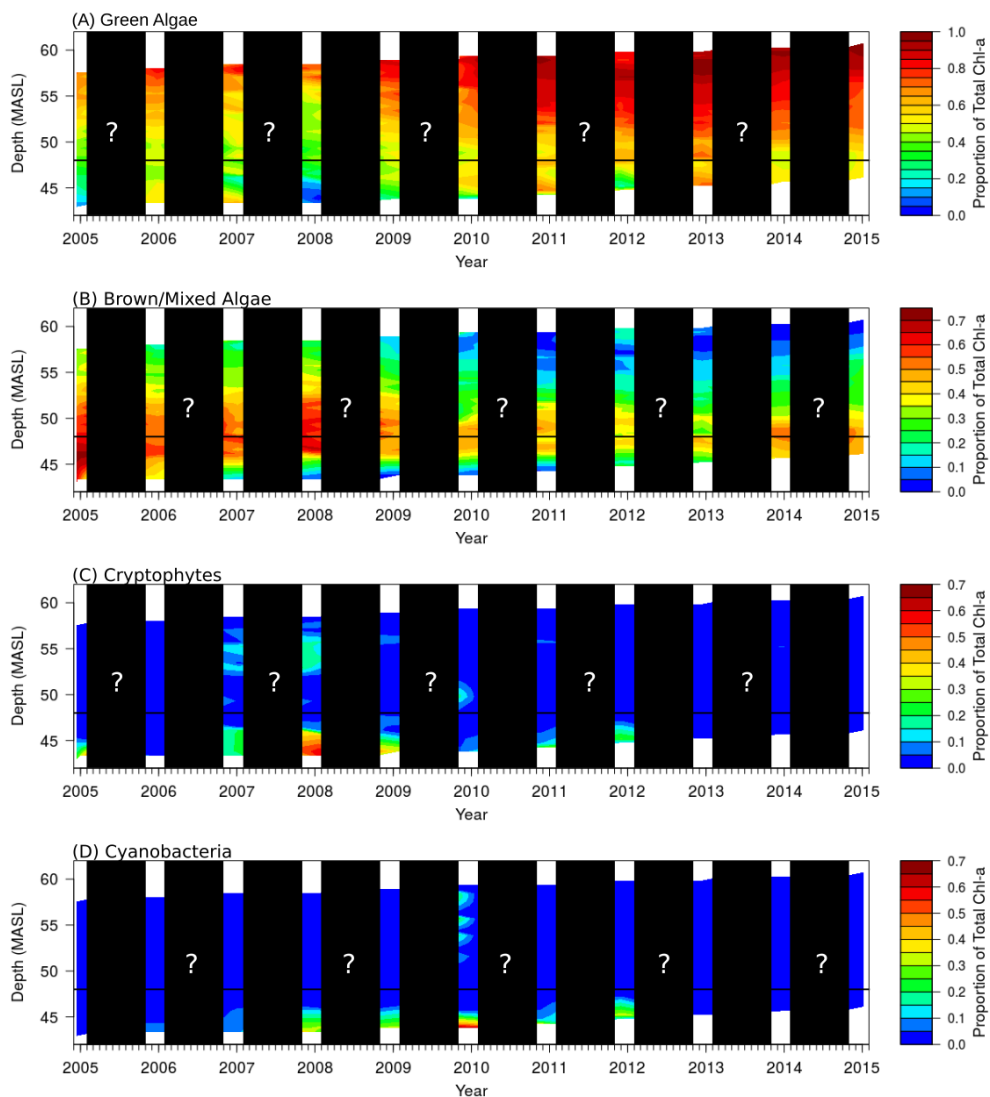 (A) Green Algae
60
55
50
45
Depth (MASL)
? ? ? ? ?
2005 2006 2007 2008 2009 2010 2011 2012 2013 2014 2015
Year
1.0
0.8
0.6
0.4
0.2
0.0
Proportion of Total Chl-a
(B) Brown/Mixed Algae
60
55
50
45
Depth (MASL)
? ? ? ? ?
2005 2006 2007 2008 2009 2010 2011 2012 2013 2014 2015
Year
0.7
0.6
0.5
0.4
0.3
0.2
0.1
0.0
Proportion of Total Chl-a
(C) Cryptophytes
60
55
50
45
Depth (MASL)
? ? ? ? ?
2005 2006 2007 2008 2009 2010 2011 2012 2013 2014 2015
Year
0.7
0.6
0.5
0.4
0.3
0.2
0.1
0.0
Proportion of Total Chl-a
(D) Cyanobacteria
60
55
50
45
Depth (MASL)
? ? ? ? ?
2005 2006 2007 2008 2009 2010 2011 2012 2013 2014 2015
Year
0.7
0.6
0.5
0.4
0.3
0.2
0.1
0.0
Proportion of Total Chl-a